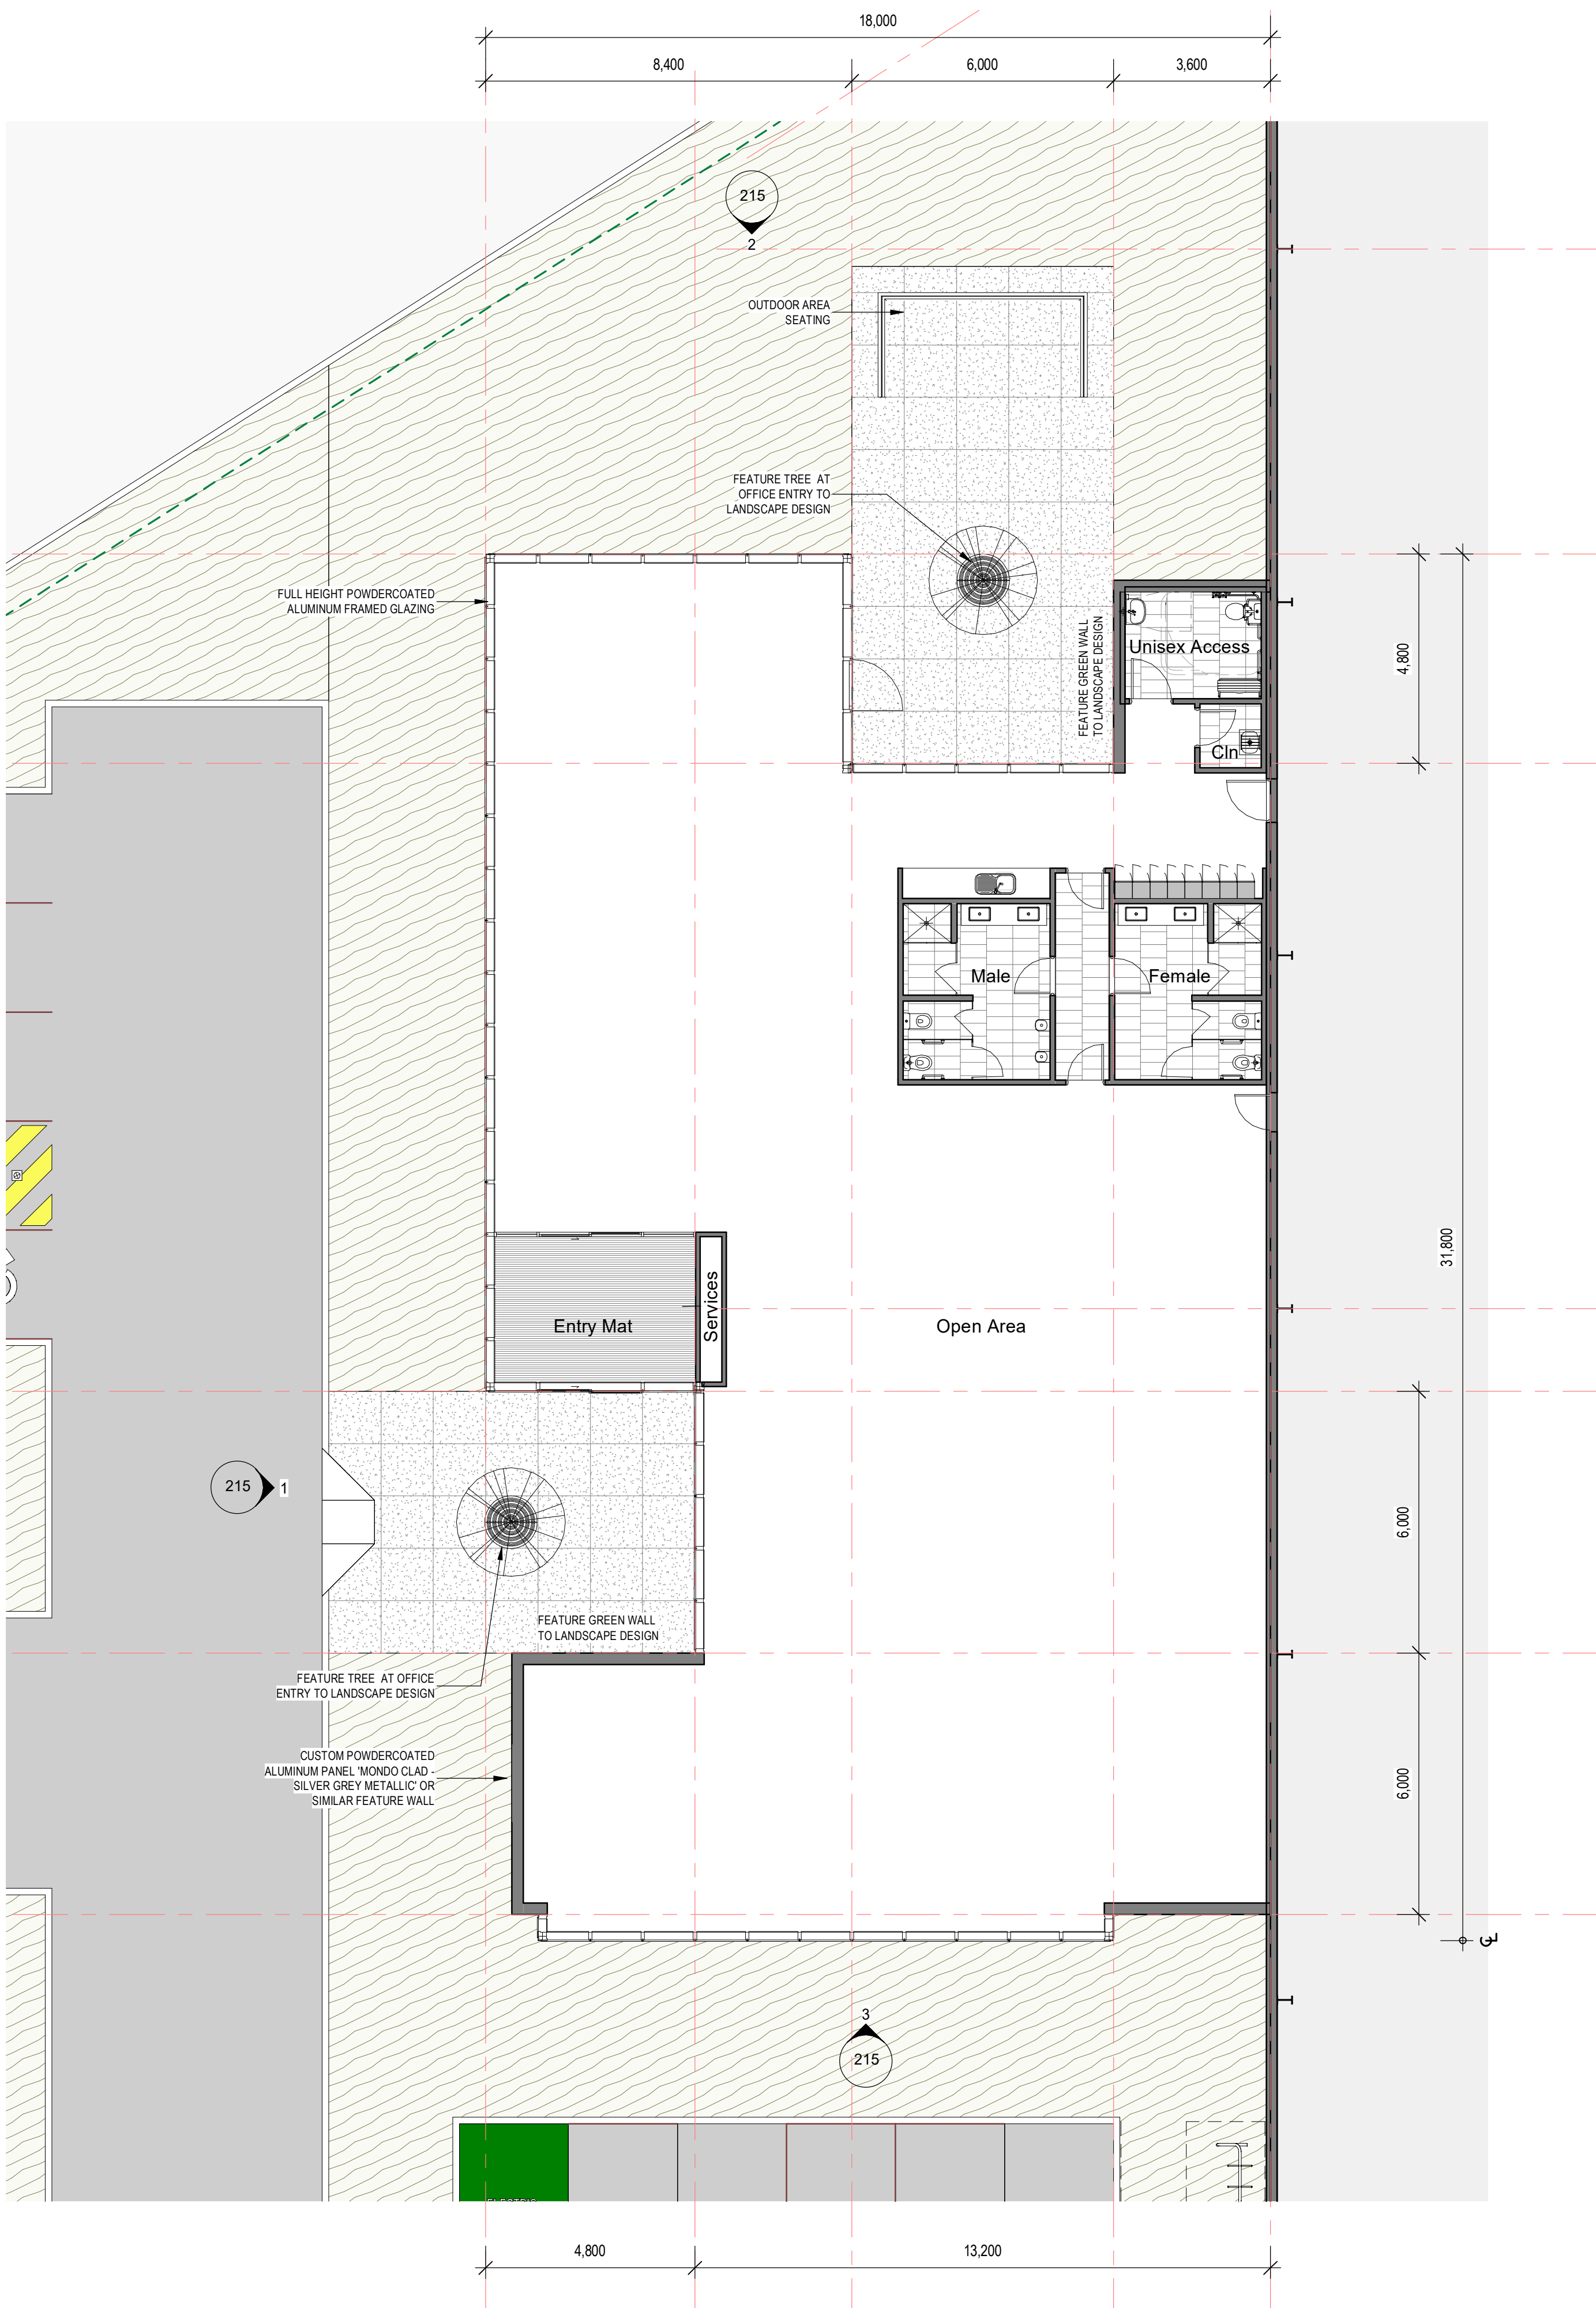 18,000
8,400
6,000
3,600
215
2
OUTDOOR AREA
SEATING
FEATURE TREE AT
OFFICE ENTRY TO
LANDSCAPE DESIGN
FULL HEIGHT POWDERCOATED
ALUMINUM FRAMED GLAZING
FEATURE GREEN WALL
TO LANDSCAPE DESIGN
Unisex Access
4,800
Cln
Male
Female
31,800
Services
Entry Mat
Open Area
215
1
6,000
FEATURE GREEN WALL
TO LANDSCAPE DESIGN
FEATURE TREE AT OFFICE
ENTRY TO LANDSCAPE DESIGN
CUSTOM POWDERCOATED
ALUMINUM PANEL 'MONDO CLAD -
SILVER GREY METALLIC' OR
SIMILAR FEATURE WALL
6,000
3
215
4,800
13,200